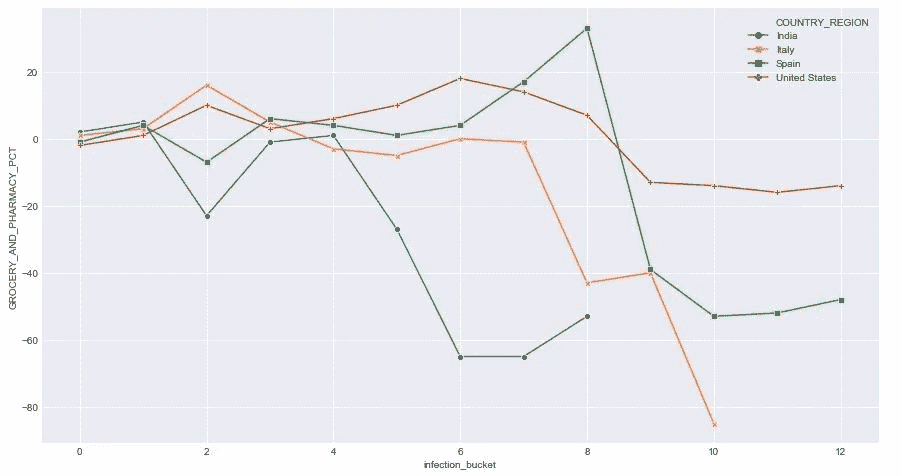 COUNTRY_REGION
India
Italy
Spain
United States
GROCERY_AND_PHARMACY_PCT
20
0
−20
−40
−60
−80
0 2 4 6 8 10 12
infection_bucket